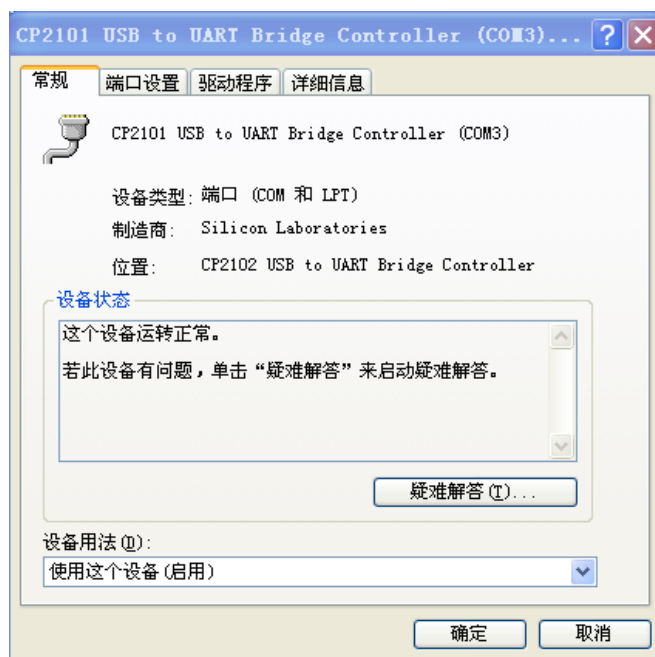 CP2101 USB to UART Bridge Controller (COM3)...
常规 端口设置 驱动程序 详细信息
CP2101 USB to UART Bridge Controller (COM3)
设备类型: 端口 (COM 和 LPT)
制造商: Silicon Laboratories
位置: CP2102 USB to UART Bridge Controller
设备状态
这个设备运转正常。
若此设备有问题，单击“疑难解答”来启动疑难解答。
疑难解答(T)...
设备用法(D):
使用这个设备(启用)
确定 取消